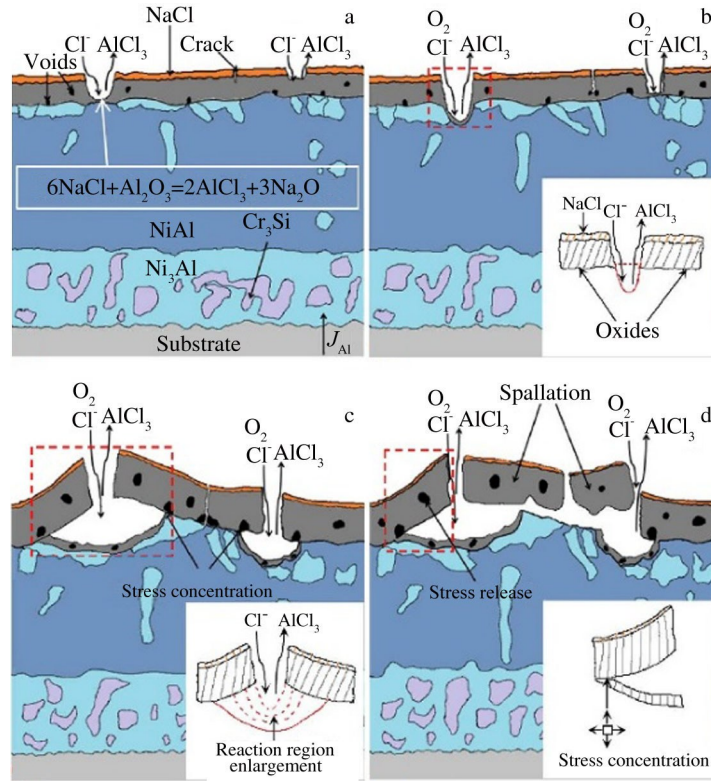 a
NaCl
Cl⁻ AlCl₃
Crack
Cl⁻ AlCl₃
Voids
6NaCl+Al₂O₃=2AlCl₃+3Na₂O
NiAl
Cr₃Si
Ni₃Al
Substrate
J_Al
b
O₂
Cl⁻ AlCl₃
O₂
Cl⁻ AlCl₃
NaCl
Cl⁻ AlCl₃
Oxides
c
O₂
Cl⁻ AlCl₃
O₂
Cl⁻ AlCl₃
Stress concentration
Cl⁻ AlCl₃
Reaction region
enlargement
d
O₂
Cl⁻ AlCl₃
Spallation
O₂
Cl⁻ AlCl₃
Stress release
Stress concentration